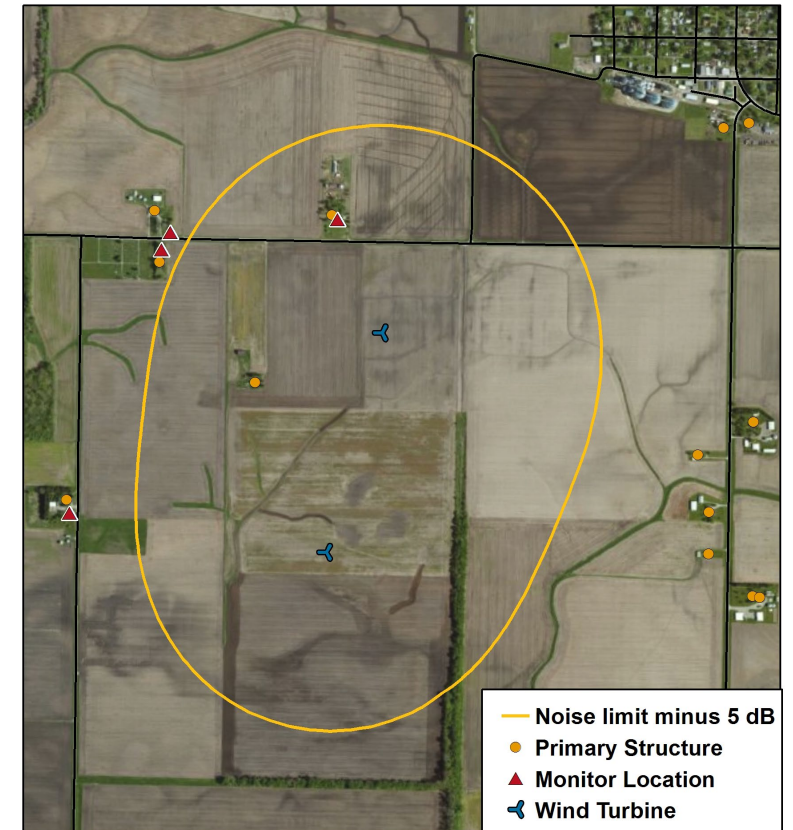 Noise limit minus 5 dB
Primary Structure
Monitor Location
Wind Turbine